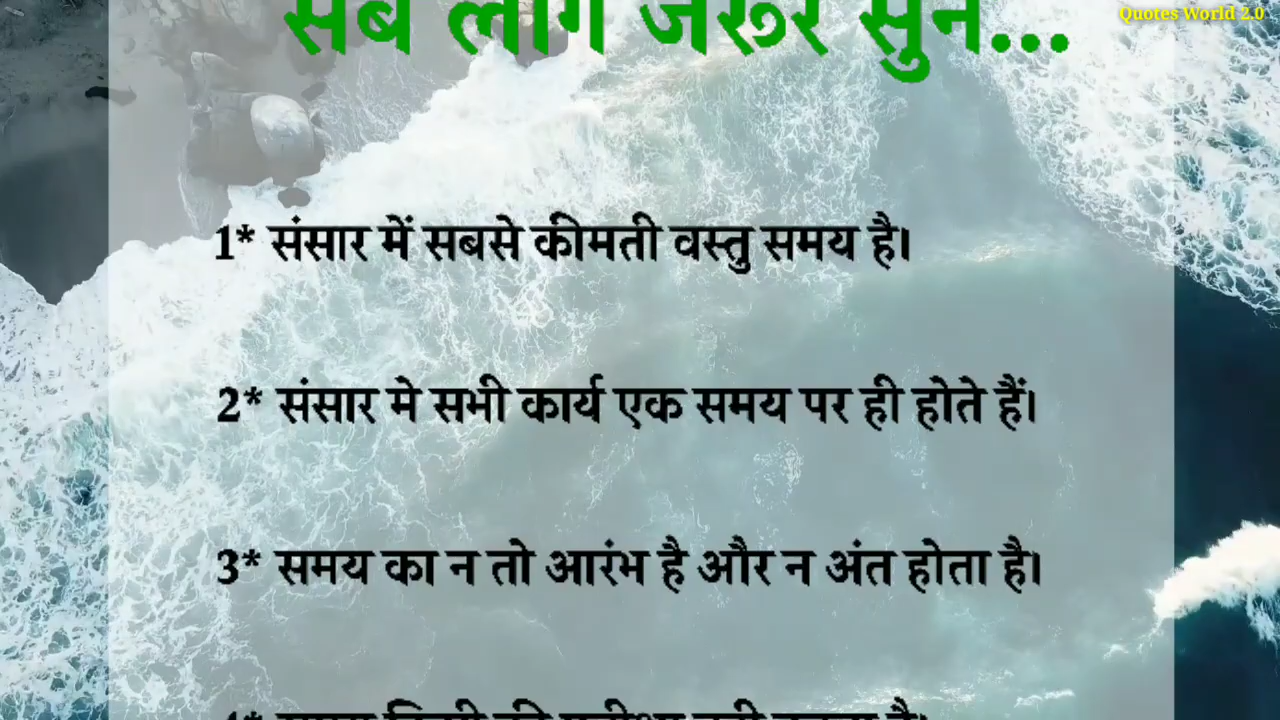 Quotes World 2.0
सब लोग जरूर सुन...
1* संसार में सबसे कीमती वस्तु समय है।
2* संसार मे सभी कार्य एक समय पर ही होते हैं।
3* समय का न तो आरंभ है और न अंत होता है।